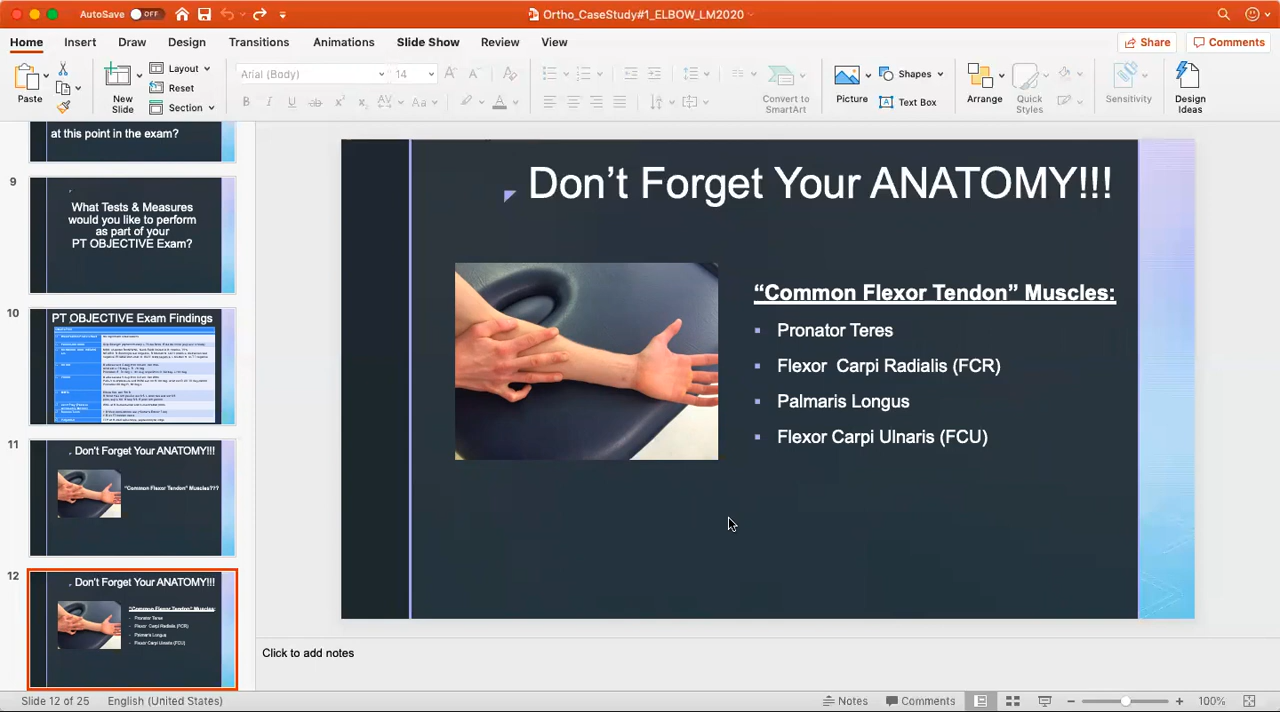 AutoSave OFF
Ortho_CaseStudy#1_ELBOW_LM2020
Home Insert Draw Design Transitions Animations Slide Show Review View Share Comments
Paste
New Slide
Layout
Reset
Section
Arial (Body) 14
Convert to SmartArt
Picture
Shapes
Text Box
Arrange
Quick Styles
Sensitivity
Design Ideas
at this point in the exam?
9
What Tests & Measures
would you like to perform
as part of your
PT OBJECTIVE Exam?
10
PT OBJECTIVE Exam Findings
11
Don't Forget Your ANATOMY!!!
"Common Flexor Tendon" Muscles???
12
Don't Forget Your ANATOMY!!!
"Common Flexor Tendon" Muscles:
Pronator Teres
Flexor Carpi Radialis (FCR)
Palmaris Longus
Flexor Carpi Ulnaris (FCU)
Don't Forget Your ANATOMY!!!
"Common Flexor Tendon" Muscles:
▪ Pronator Teres
▪ Flexor Carpi Radialis (FCR)
▪ Palmaris Longus
▪ Flexor Carpi Ulnaris (FCU)
Click to add notes
Slide 12 of 25 English (United States) Notes Comments 100%